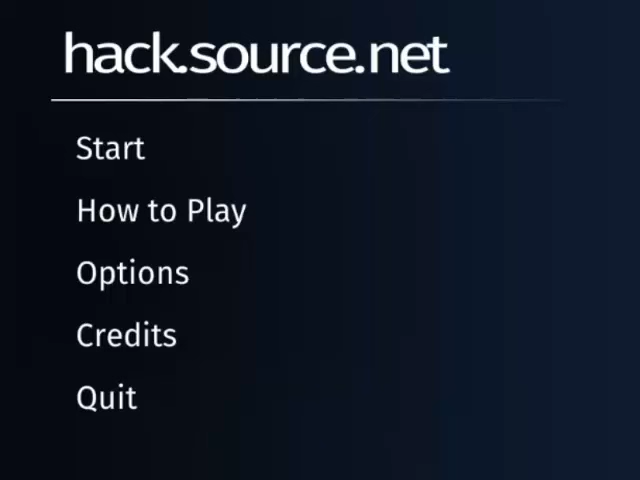 hack.source.net
Start
How to Play
Options
Credits
Quit